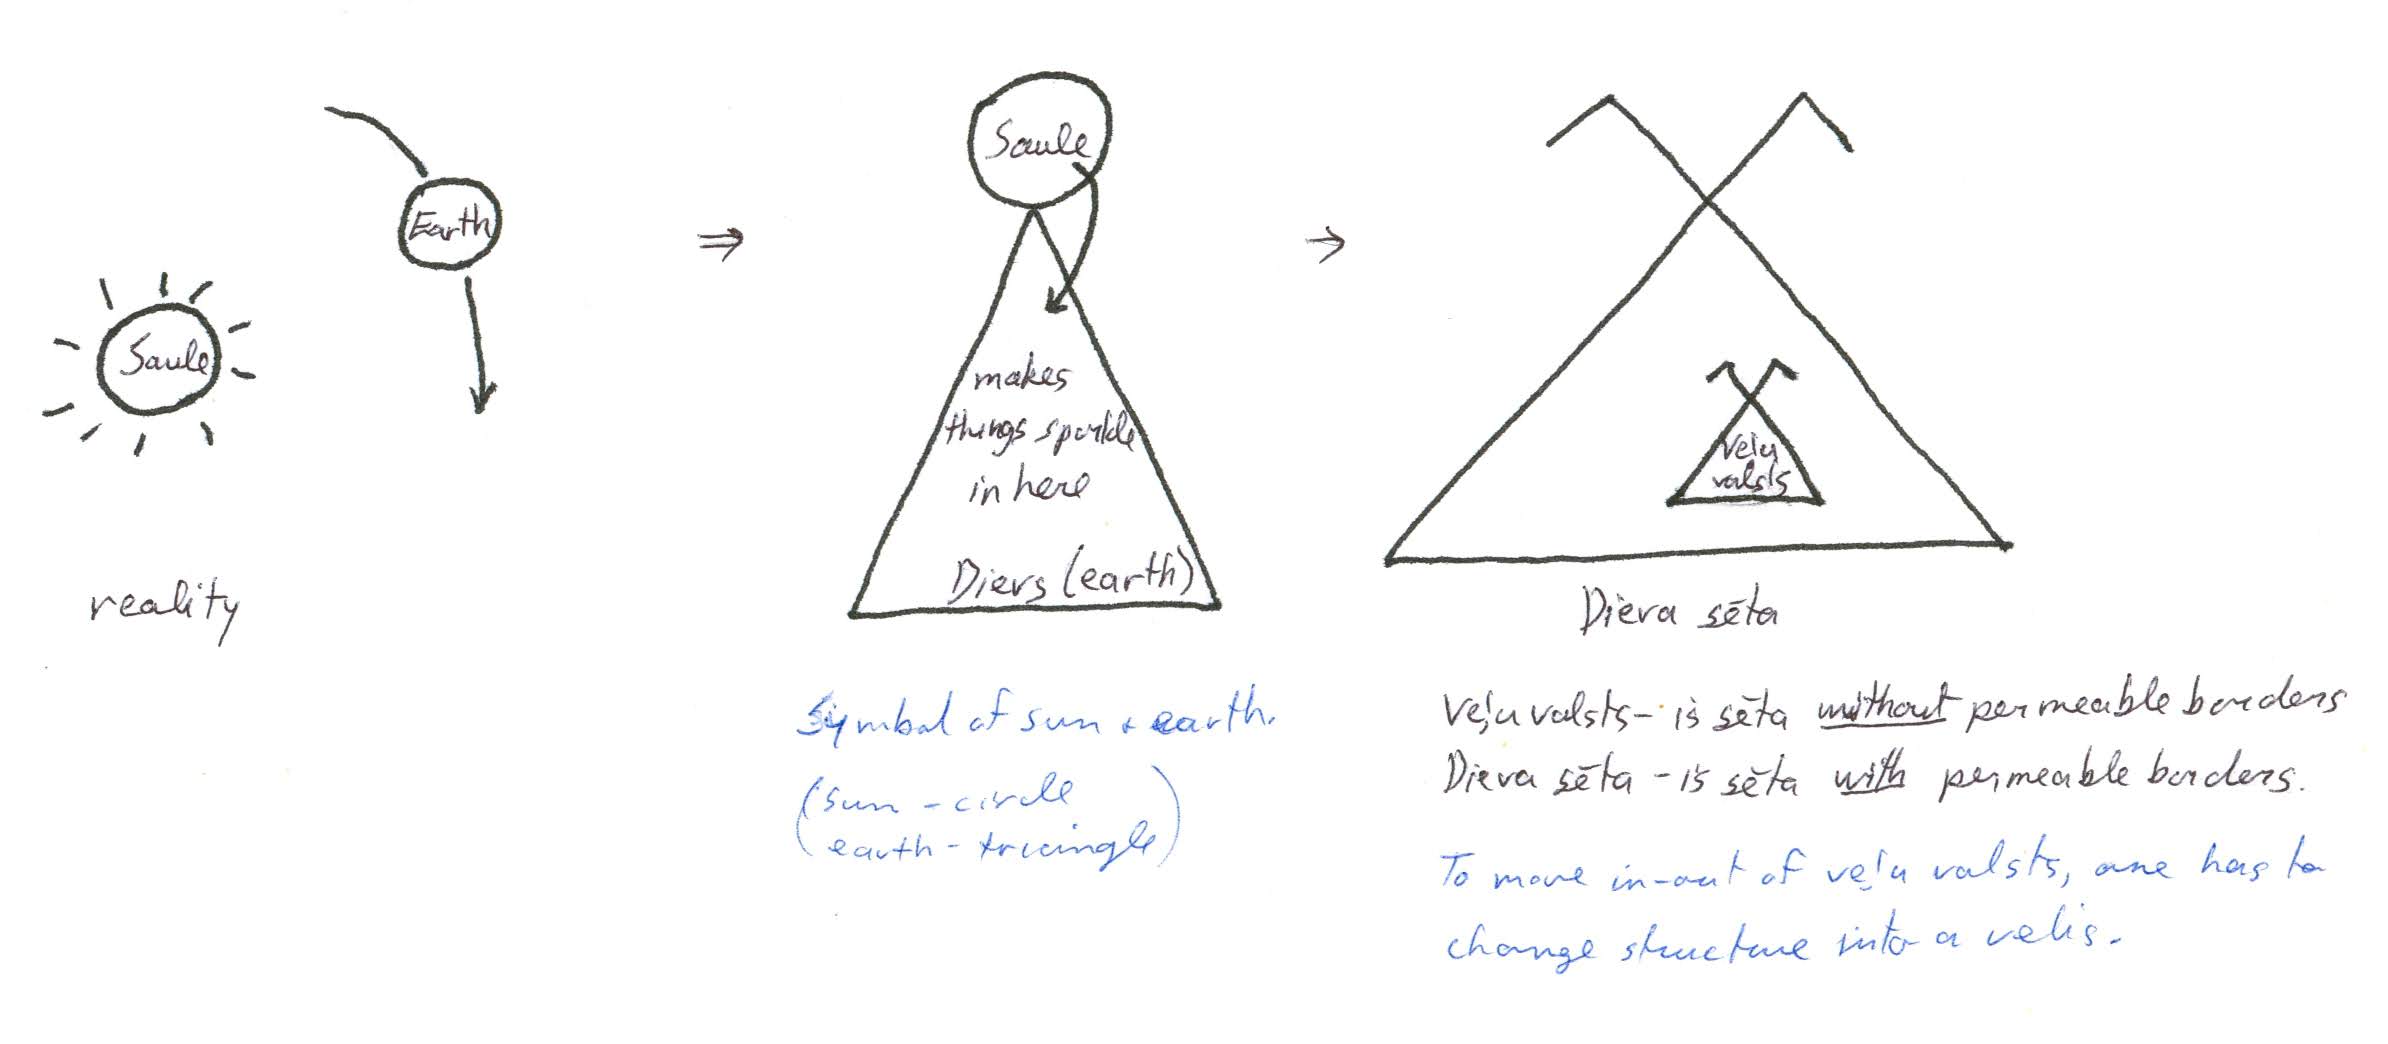 Saule
Earth
reality
⇒
Saule
makes
things sparkle
in here
Dievs (earth)
Symbol of sun + earth.
(sun - circle
earth - triangle)
→
Veļu
valsts
Dieva sēta
Veļu valsts - is sēta without permeable borders
Dieva sēta - is sēta with permeable borders.
To move in-out of veļu valsts, one has to
change structure into a velis.